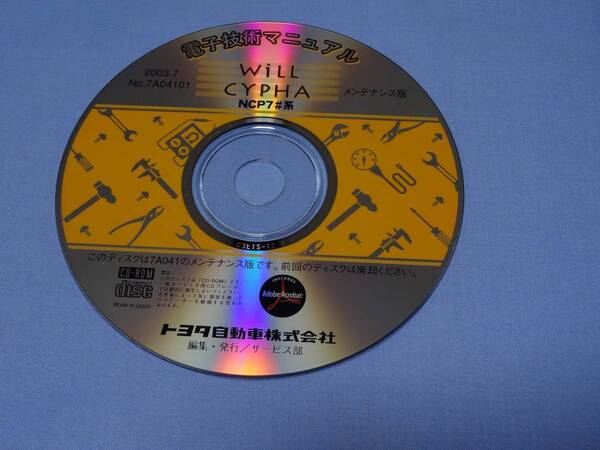 電子技術マニュアル
2003.7
No.7A04101
WiLL
CYPHA
NCP7#系
メンテナンス版
このディスクは7A041のメンテナンス版です。前回のディスクは廃却ください。
CD-ROM
COMPACT
disc
Made in Japan
INCLUDES
Adobe Acrobat
トヨタ自動車株式会社
編集・発行／サービス部